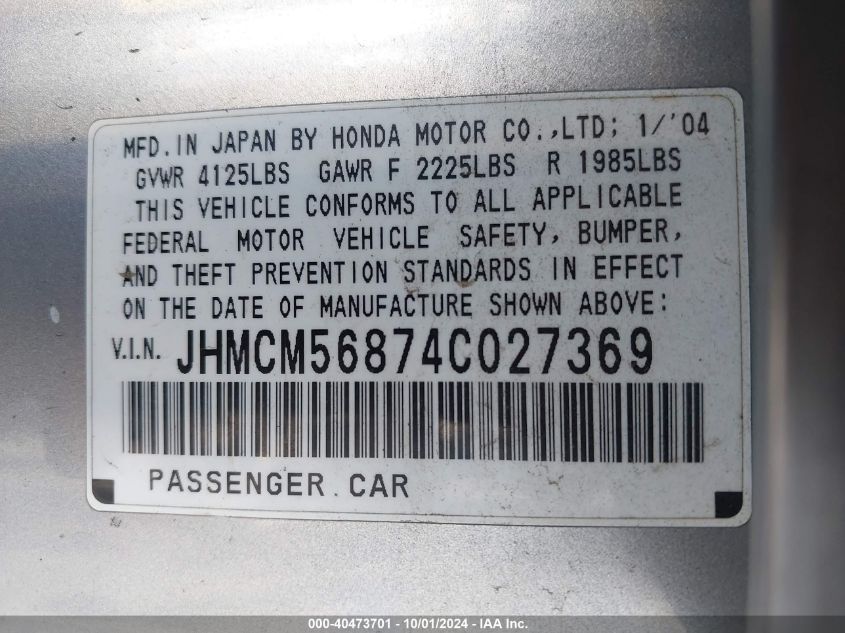 MFD.IN JAPAN BY HONDA MOTOR CO.,LTD; 1/'04
GVWR 4125LBS GAWR F 2225LBS R 1985LBS
THIS VEHICLE CONFORMS TO ALL APPLICABLE
FEDERAL MOTOR VEHICLE SAFETY, BUMPER,
AND THEFT PREVENTION STANDARDS IN EFFECT
ON THE DATE OF MANUFACTURE SHOWN ABOVE:
V.I.N. JHMCM56874C027369
PASSENGER CAR
000-40473701 - 10/01/2024 - IAA Inc.